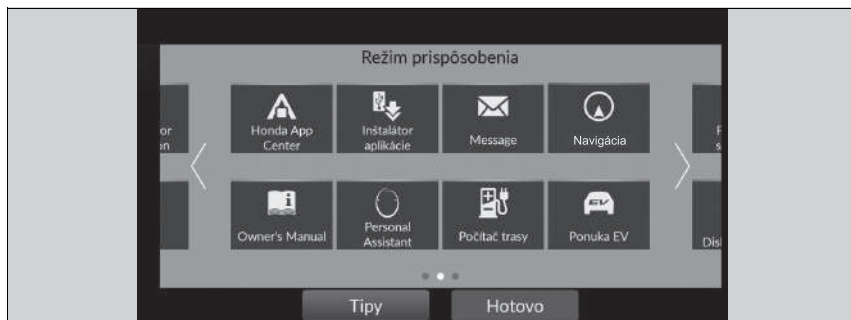 Režim prispôsobenia
Honda App
Center
Inštalátor
aplikácie
Message
Navigácia
Owner's Manual
Personal
Assistant
Počítač trasy
EV
Ponuka EV
Tipy
Hotovo